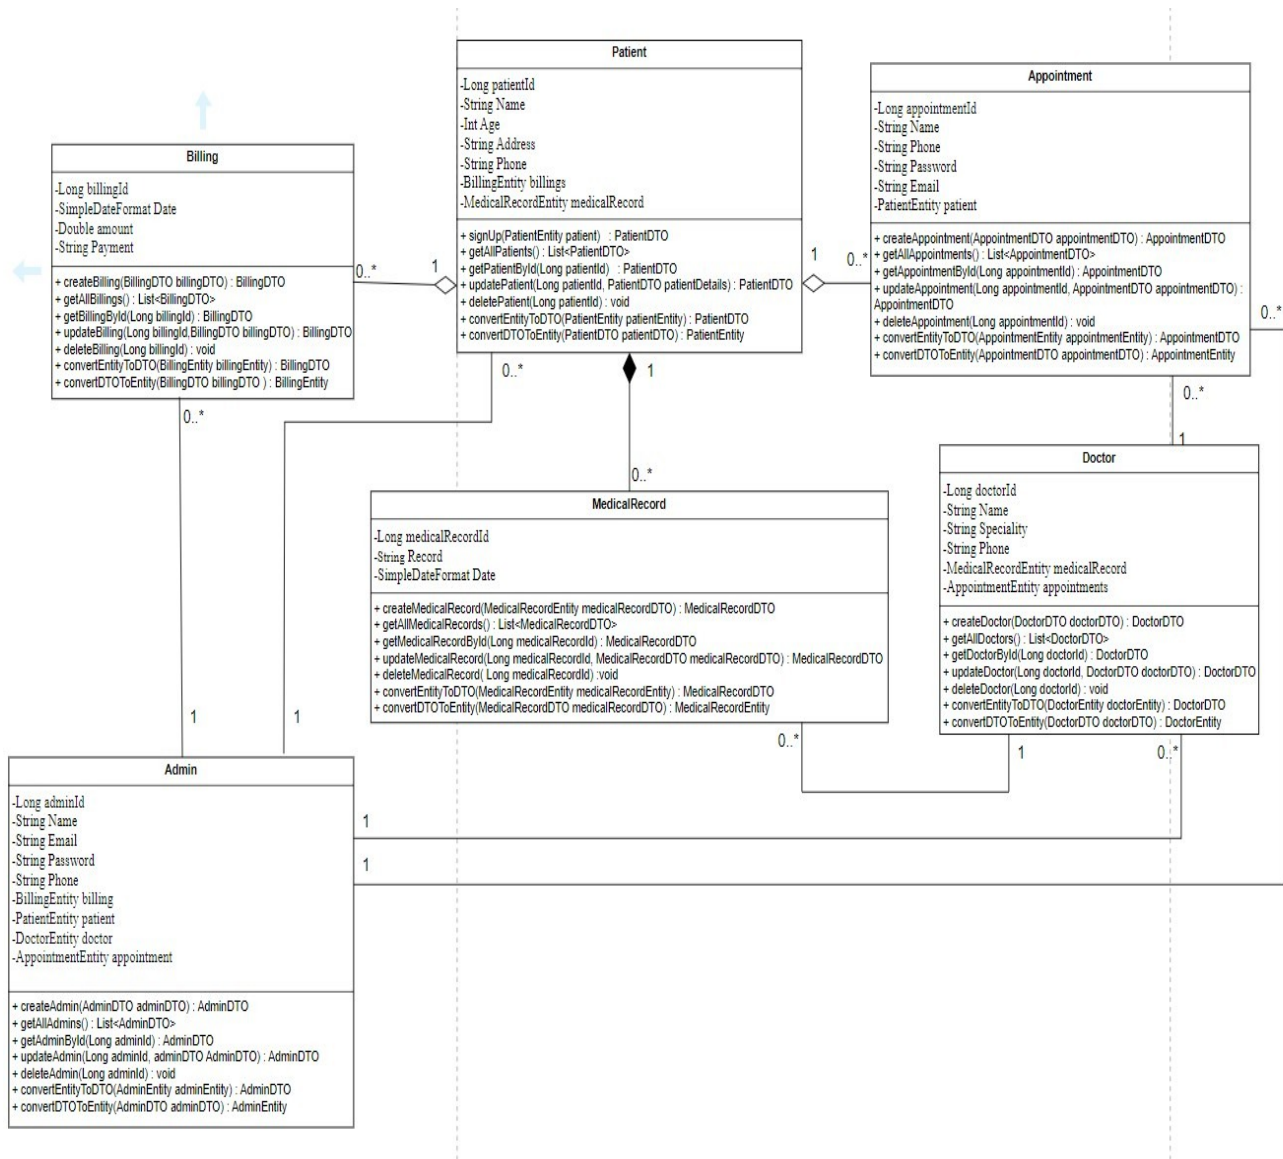 Patient
-Long patientId
-String Name
-Int Age
-String Address
-String Phone
-BillingEntity billings
-MedicalRecordEntity medicalRecord
+ signUp(PatientEntity patient) : PatientDTO
+ getAllPatients() : List<PatientDTO>
+ getPatientById(Long patientId) : PatientDTO
+ updatePatient(Long patientId, PatientDTO patientDetails) : PatientDTO
+ deletePatient(Long patientId) : void
+ convertEntityToDTO(PatientEntity patientEntity) : PatientDTO
+ convertDTOToEntity(PatientDTO patientDTO) : PatientEntity
Appointment
-Long appointmentId
-String Name
-String Phone
-String Password
-String Email
-PatientEntity patient
+ createAppointment(AppointmentDTO appointmentDTO) : AppointmentDTO
+ getAllAppointments() : List<AppointmentDTO>
+ getAppointmentById(Long appointmentId) : AppointmentDTO
+ updateAppointment(Long appointmentId, AppointmentDTO appointmentDTO) :
AppointmentDTO
+ deleteAppointment(Long appointmentId) : void
+ convertEntityToDTO(AppointmentEntity appointmentEntity) : AppointmentDTO
+ convertDTOToEntity(AppointmentDTO appointmentDTO) : AppointmentEntity
Billing
-Long billingId
-SimpleDateFormat Date
-Double amount
-String Payment
+ createBilling(BillingDTO billingDTO) : BillingDTO
+ getAllBillings() : List<BillingDTO>
+ getBillingById(Long billingId) : BillingDTO
+ updateBilling(Long billingId,BillingDTO billingDTO) : BillingDTO
+ deleteBilling(Long billingId) : void
+ convertEntityToDTO(BillingEntity billingEntity) : BillingDTO
+ convertDTOToEntity(BillingDTO billingDTO ) : BillingEntity
0..*
1
1
0..*
0..*
0..*
0..*
1
0..*
1
0..*
MedicalRecord
-Long medicalRecordId
-String Record
-SimpleDateFormat Date
+ createMedicalRecord(MedicalRecordEntity medicalRecordDTO) : MedicalRecordDTO
+ getAllMedicalRecords() : List<MedicalRecordDTO>
+ getMedicalRecordById(Long medicalRecordId) : MedicalRecordDTO
+ updateMedicalRecord(Long medicalRecordId, MedicalRecordDTO medicalRecordDTO) : MedicalRecordDTO
+ deleteMedicalRecord( Long medicalRecordId) :void
+ convertEntityToDTO(MedicalRecordEntity medicalRecordEntity) : MedicalRecordDTO
+ convertDTOToEntity(MedicalRecordDTO medicalRecordDTO) : MedicalRecordEntity
Doctor
-Long doctorId
-String Name
-String Speciality
-String Phone
-MedicalRecordEntity medicalRecord
-AppointmentEntity appointments
+ createDoctor(DoctorDTO doctorDTO) : DoctorDTO
+ getAllDoctors() : List<DoctorDTO>
+ getDoctorById(Long doctorId) : DoctorDTO
+ updateDoctor(Long doctorId, DoctorDTO doctorDTO) : DoctorDTO
+ deleteDoctor(Long doctorId) : void
+ convertEntityToDTO(DoctorEntity doctorEntity) : DoctorDTO
+ convertDTOToEntity(DoctorDTO doctorDTO) : DoctorEntity
1
1
0..*
1
0..*
1
1
Admin
-Long adminId
-String Name
-String Email
-String Password
-String Phone
-BillingEntity billing
-PatientEntity patient
-DoctorEntity doctor
-AppointmentEntity appointment
+ createAdmin(AdminDTO adminDTO) : AdminDTO
+ getAllAdmins() : List<AdminDTO>
+ getAdminById(Long adminId) : AdminDTO
+ updateAdmin(Long adminId, adminDTO AdminDTO) : AdminDTO
+ deleteAdmin(Long adminId) : void
+ convertEntityToDTO(AdminEntity adminEntity) : AdminDTO
+ convertDTOToEntity(AdminDTO adminDTO) : AdminEntity